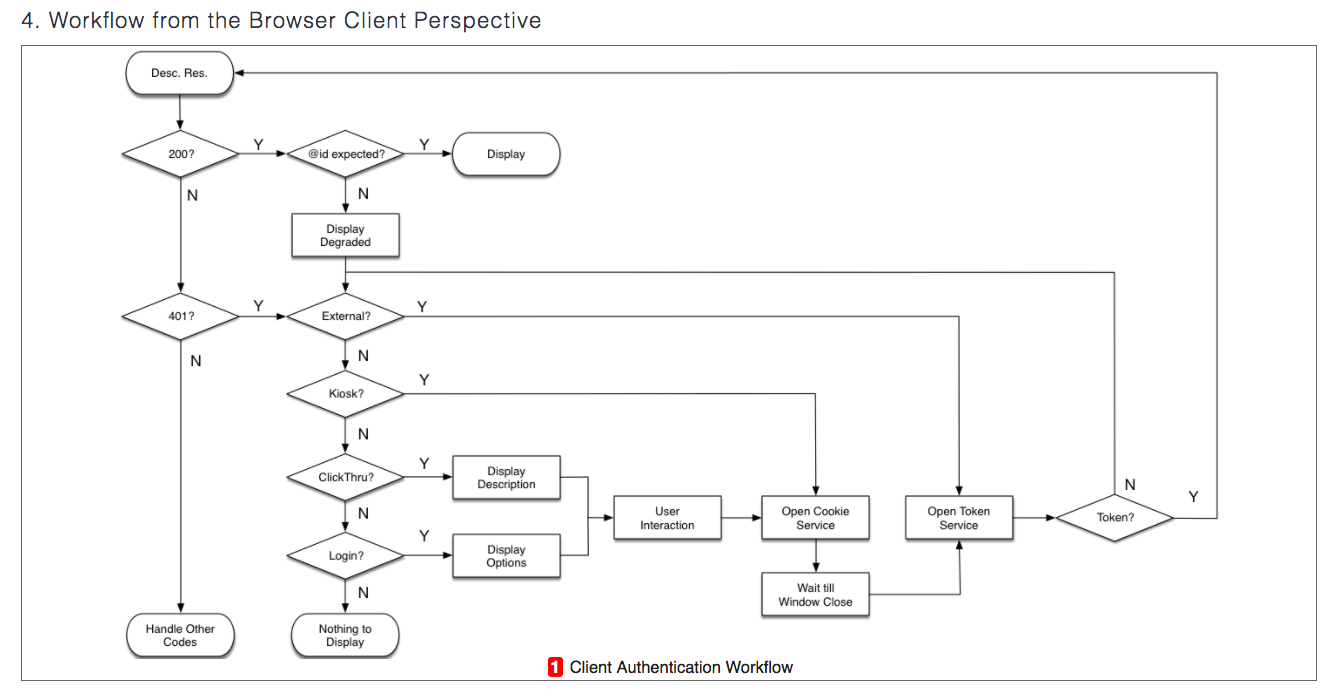 4. Workflow from the Browser Client Perspective
Desc. Res.
200?
Y
@id expected?
Y
Display
N
N
Display
Degraded
401?
Y
External?
Y
N
N
Kiosk?
Y
N
ClickThru?
Y
Display
Description
N
User
Interaction
Open Cookie
Service
Open Token
Service
Token?
N
Y
Login?
Y
Display
Options
N
Wait till
Window Close
Handle Other
Codes
Nothing to
Display
1 Client Authentication Workflow